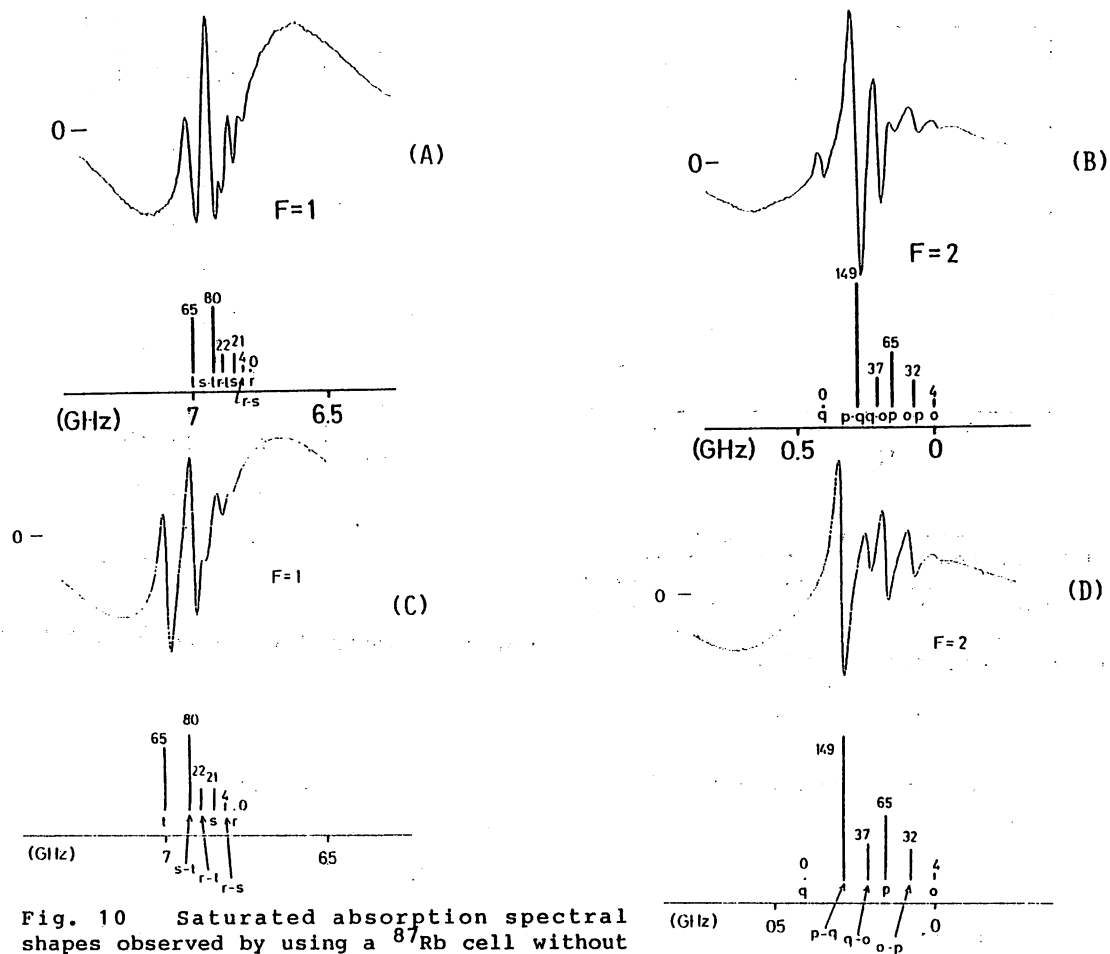 0-
(A)
F=1
65
80
22
21
4
0
l s-l r-l s r
r-s
(GHz)
7
6.5
0-
(B)
F=2
149
0
37
65
32
4
q p-q q-o p o-p o
(GHz)
0.5
0
0-
(C)
F=1
65
80
22
21
4
0
s
r
(GHz)
7
6.5
s-l
r-l
r-s
0-
(D)
F=2
149
0
37
65
32
4
q
p
o
(GHz)
05
0
p-q
q-o
o-p
Fig. 10 Saturated absorption spectral
shapes observed by using a 87Rb cell without